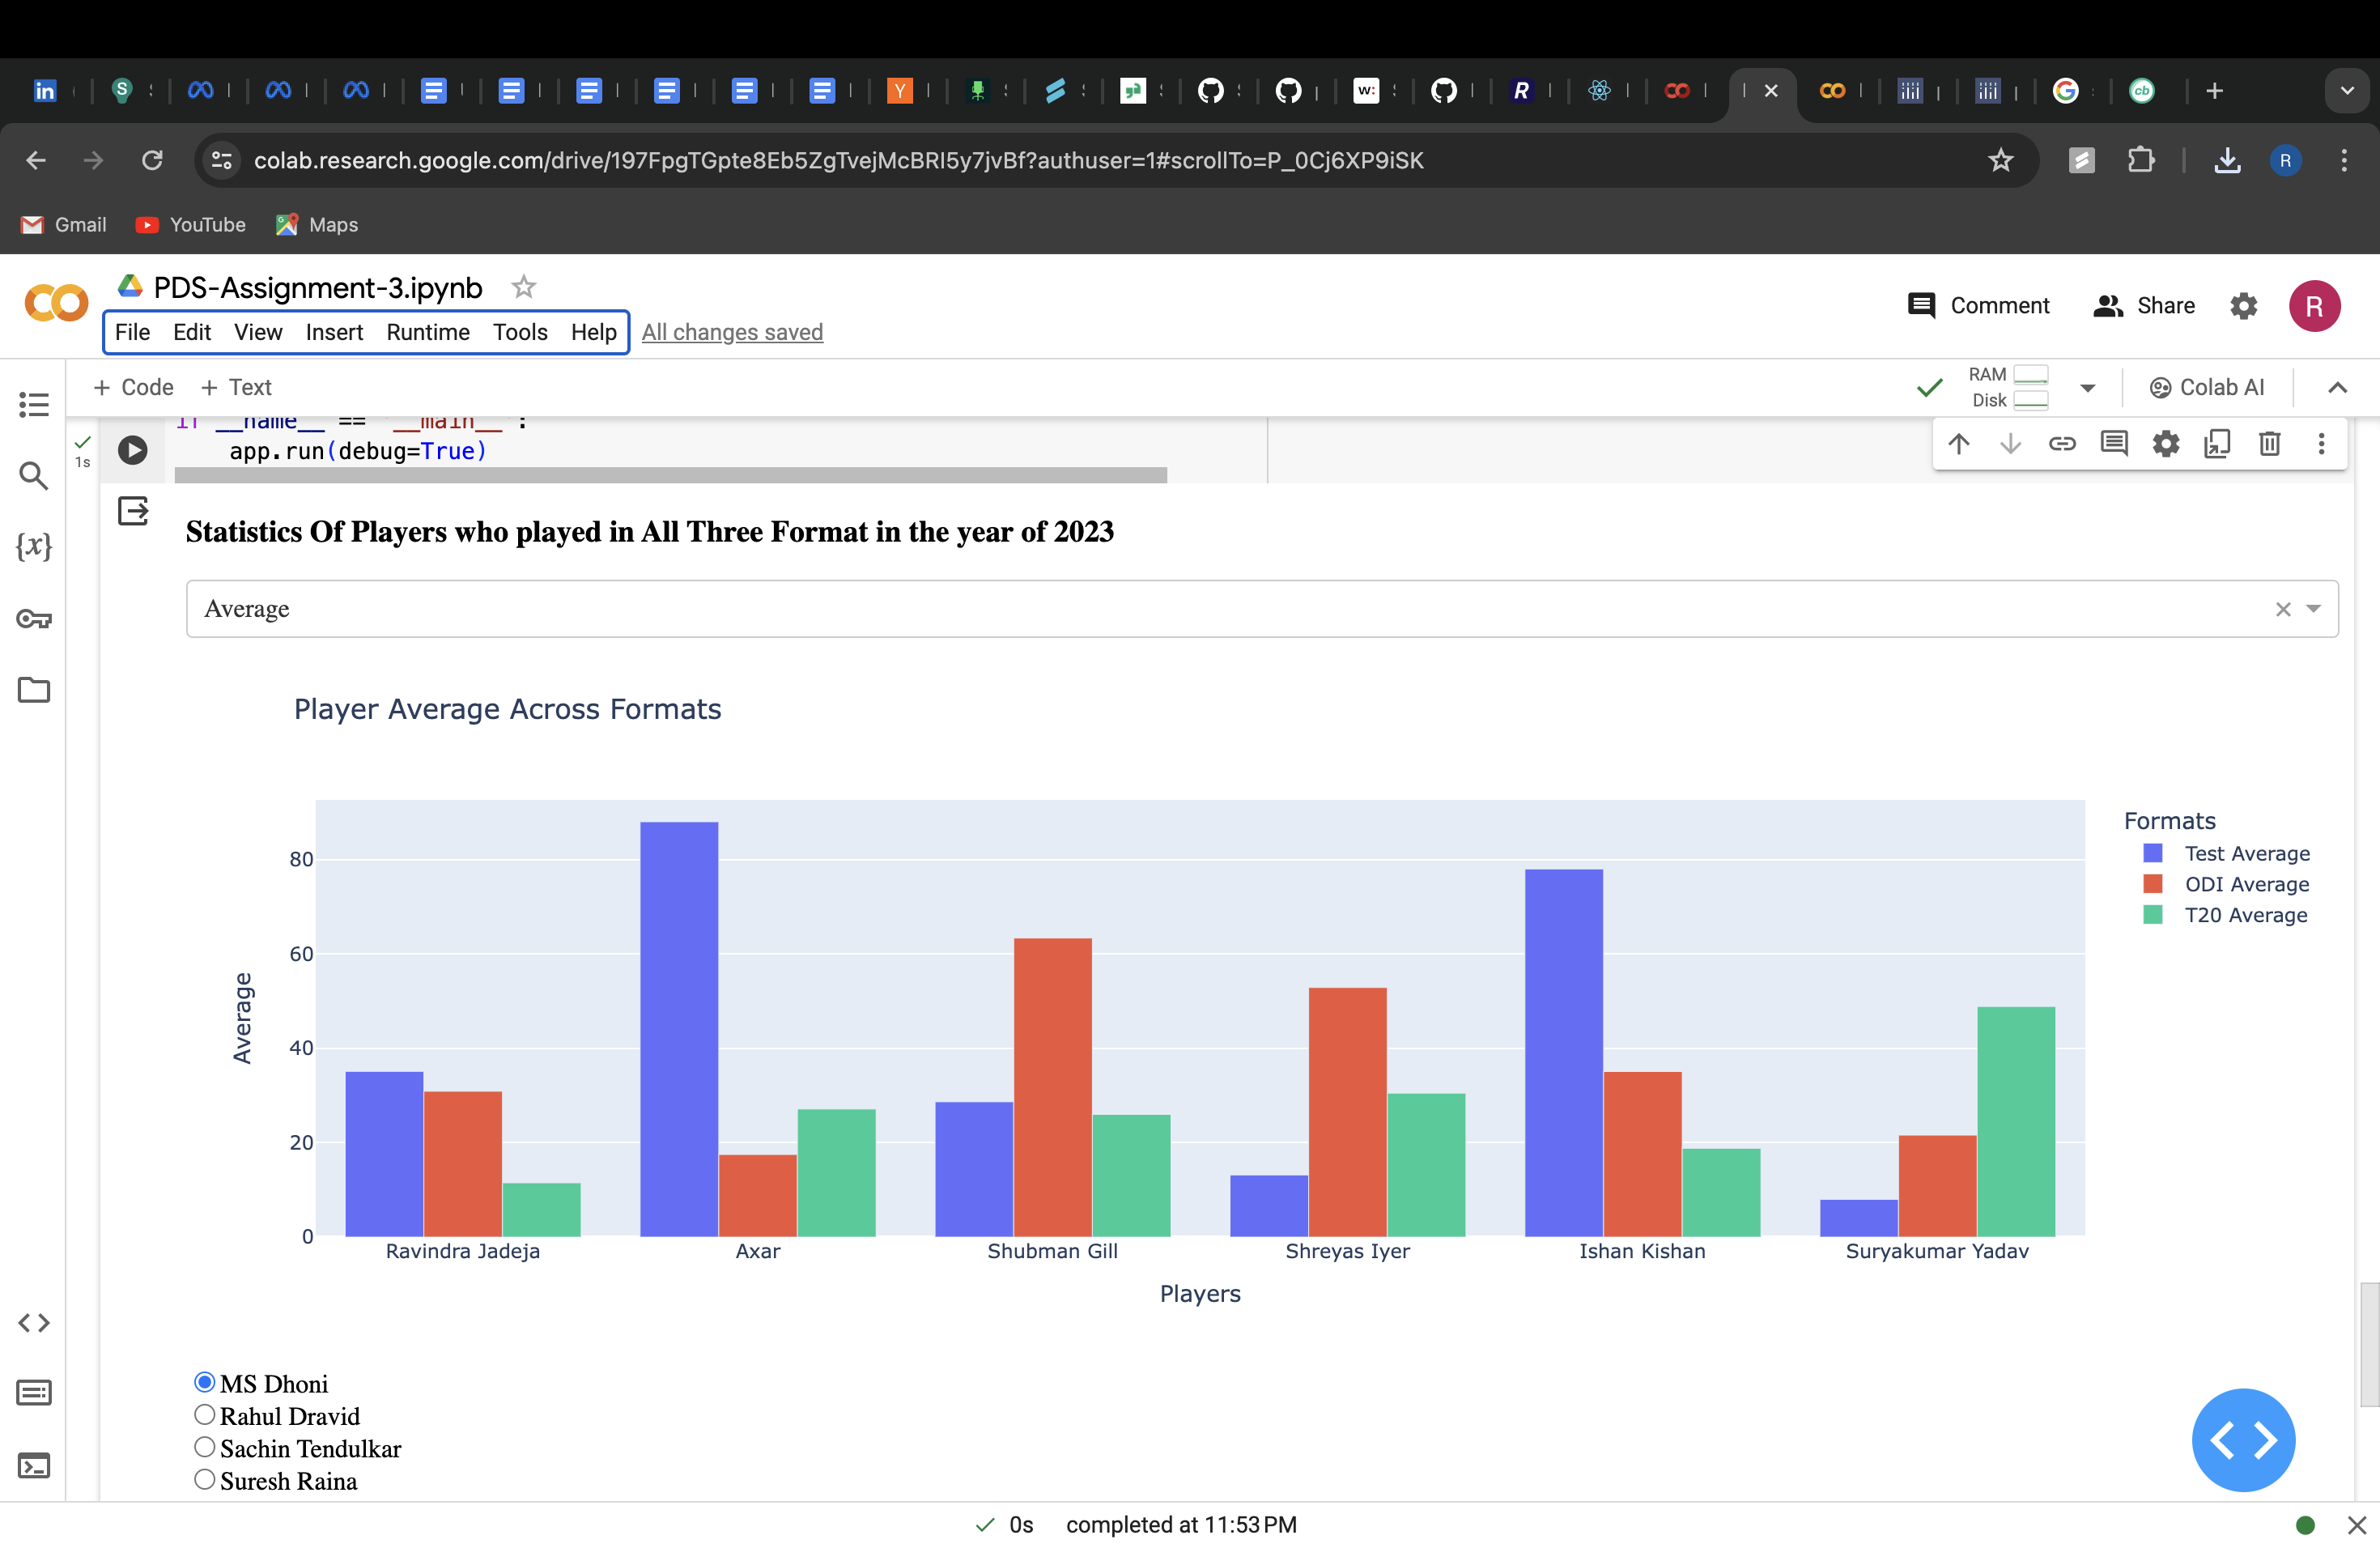 colab.research.google.com/drive/197FpgTGpte8Eb5ZgTvejMcBRI5y7jvBf?authuser=1#scrollTo=P_0Cj6XP9iSK
R
Gmail YouTube Maps
PDS-Assignment-3.ipynb
File Edit View Insert Runtime Tools Help All changes saved
Comment Share R
+ Code + Text
RAM
Disk
Colab AI
if __name__ == '__main__':
1s
app.run(debug=True)
Statistics Of Players who played in All Three Format in the year of 2023
Average
Player Average Across Formats
Formats
Test Average
ODI Average
T20 Average
80
60
40
20
0
Average
Ravindra Jadeja Axar Shubman Gill Shreyas Iyer Ishan Kishan Suryakumar Yadav
Players
MS Dhoni
Rahul Dravid
Sachin Tendulkar
Suresh Raina
0s completed at 11:53 PM